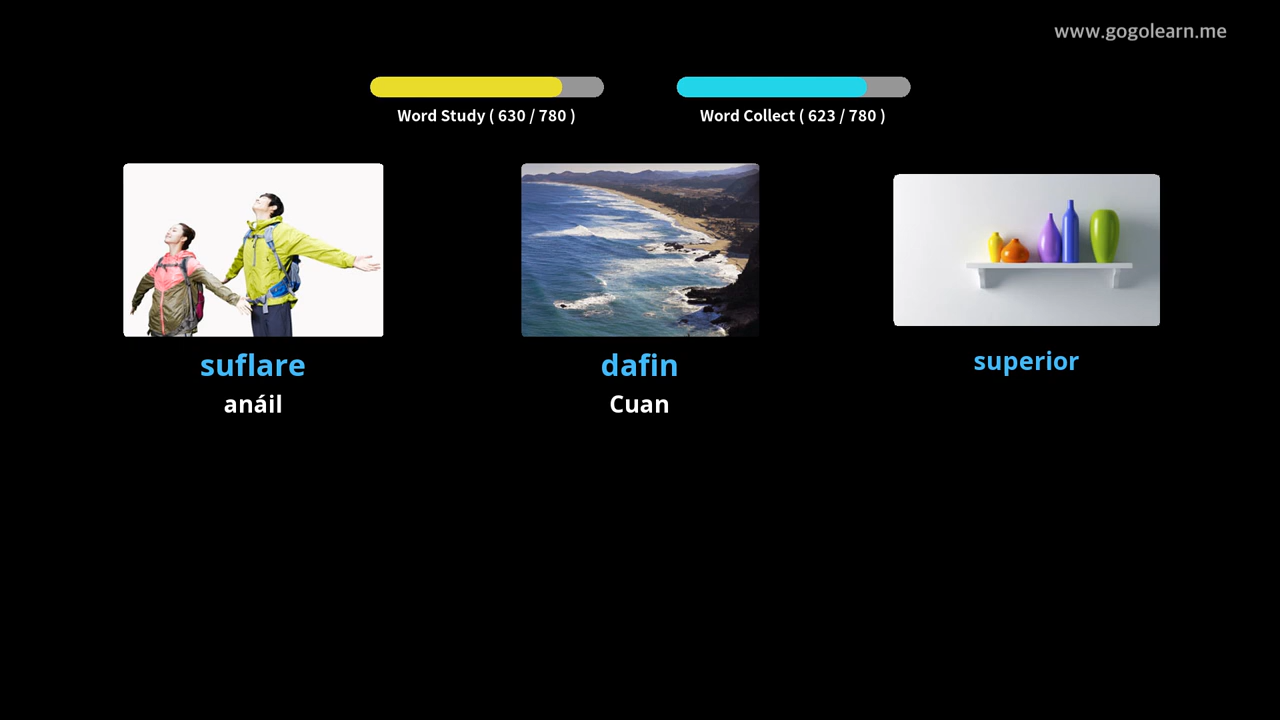 www.gogolearn.me
Word Study ( 630 / 780 )
Word Collect ( 623 / 780 )
suflare
anáil
dafin
Cuan
superior